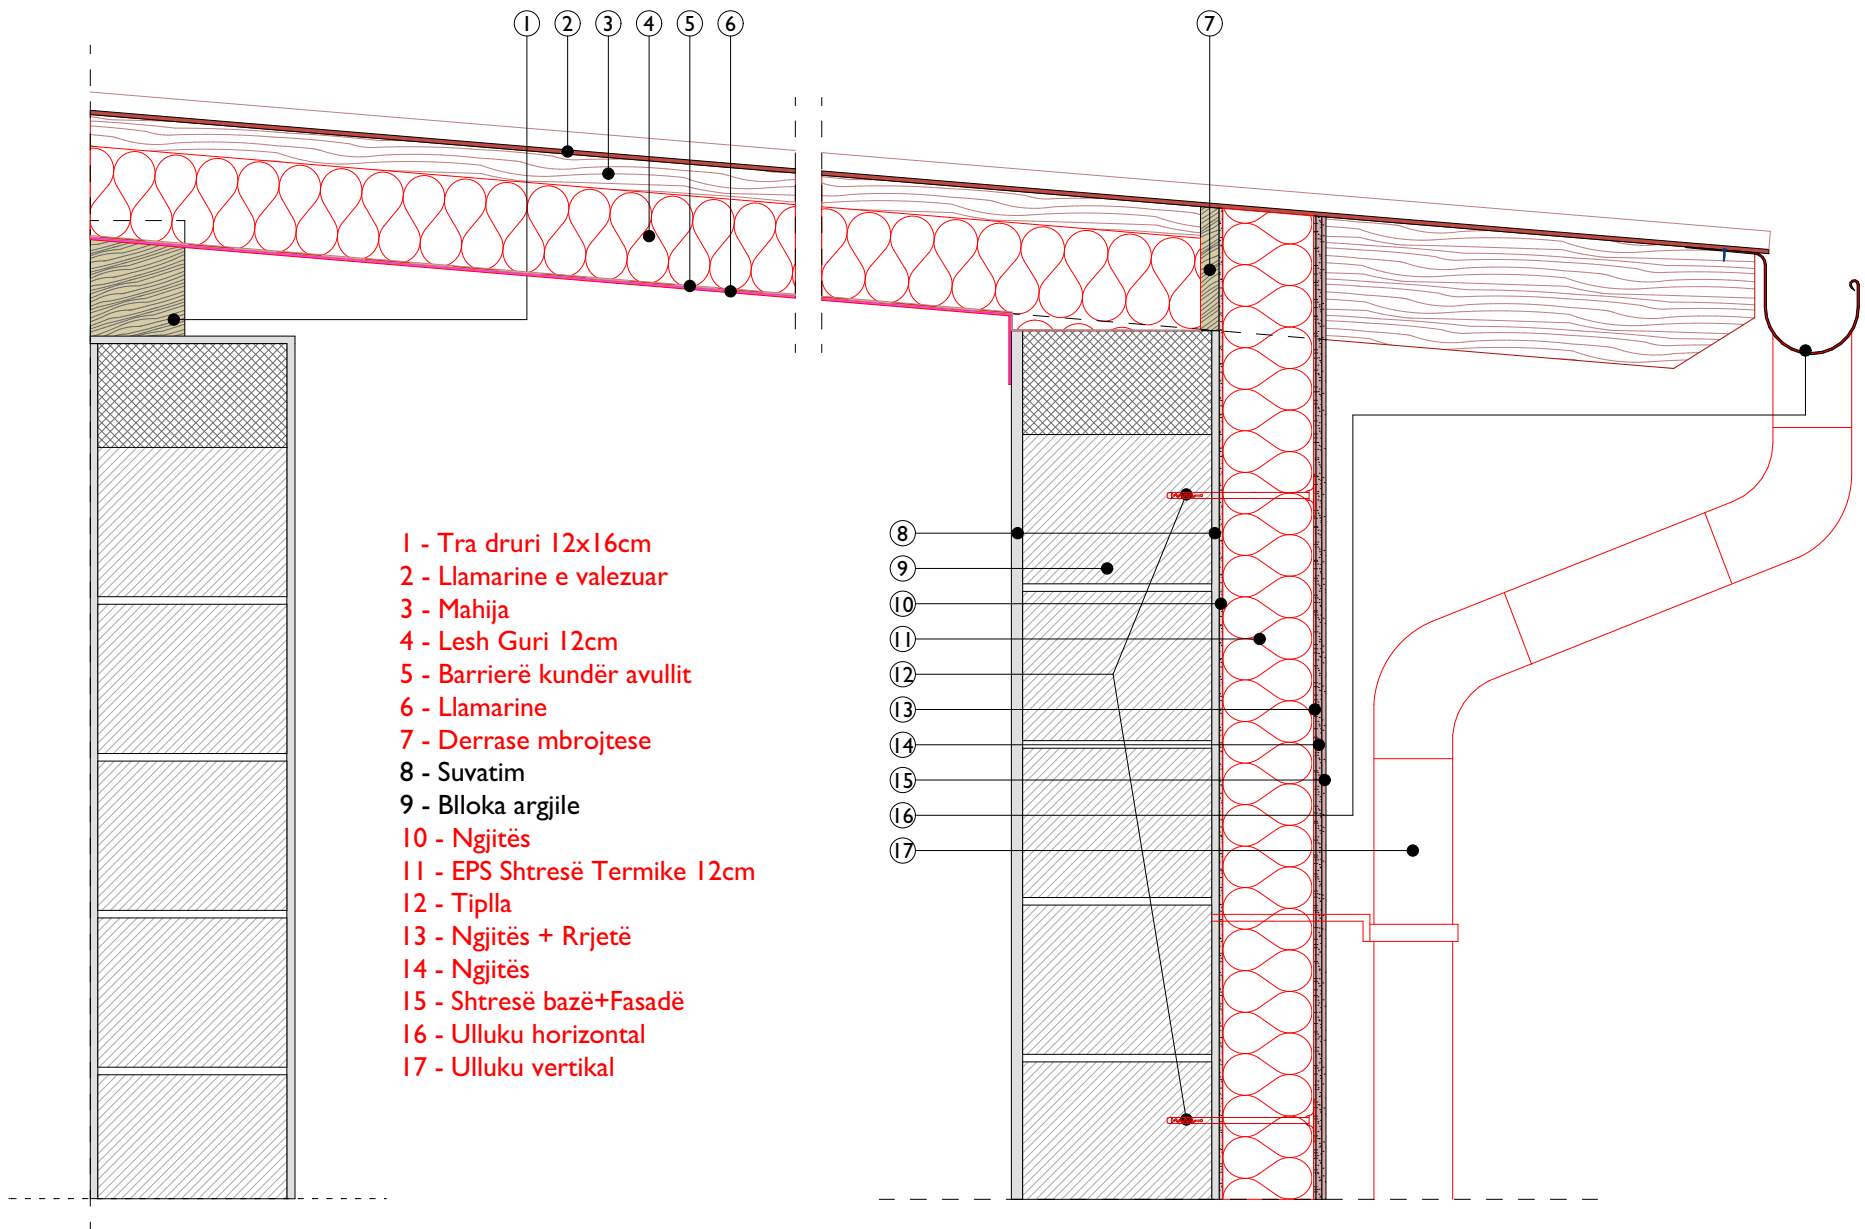 1 2 3 4 5 6 7
1 - Tra druri 12x16cm
2 - Llamarine e valezuar
3 - Mahija
4 - Lesh Guri 12cm
5 - Barrierë kundër avullit
6 - Llamarine
7 - Derrase mbrojtese
8 - Suvatim
9 - Blloka argjile
10 - Ngjitës
11 - EPS Shtresë Termike 12cm
12 - Tiplla
13 - Ngjitës + Rrjetë
14 - Ngjitës
15 - Shtresë bazë+Fasadë
16 - Ulluku horizontal
17 - Ulluku vertikal
8
9
10
11
12
13
14
15
16
17